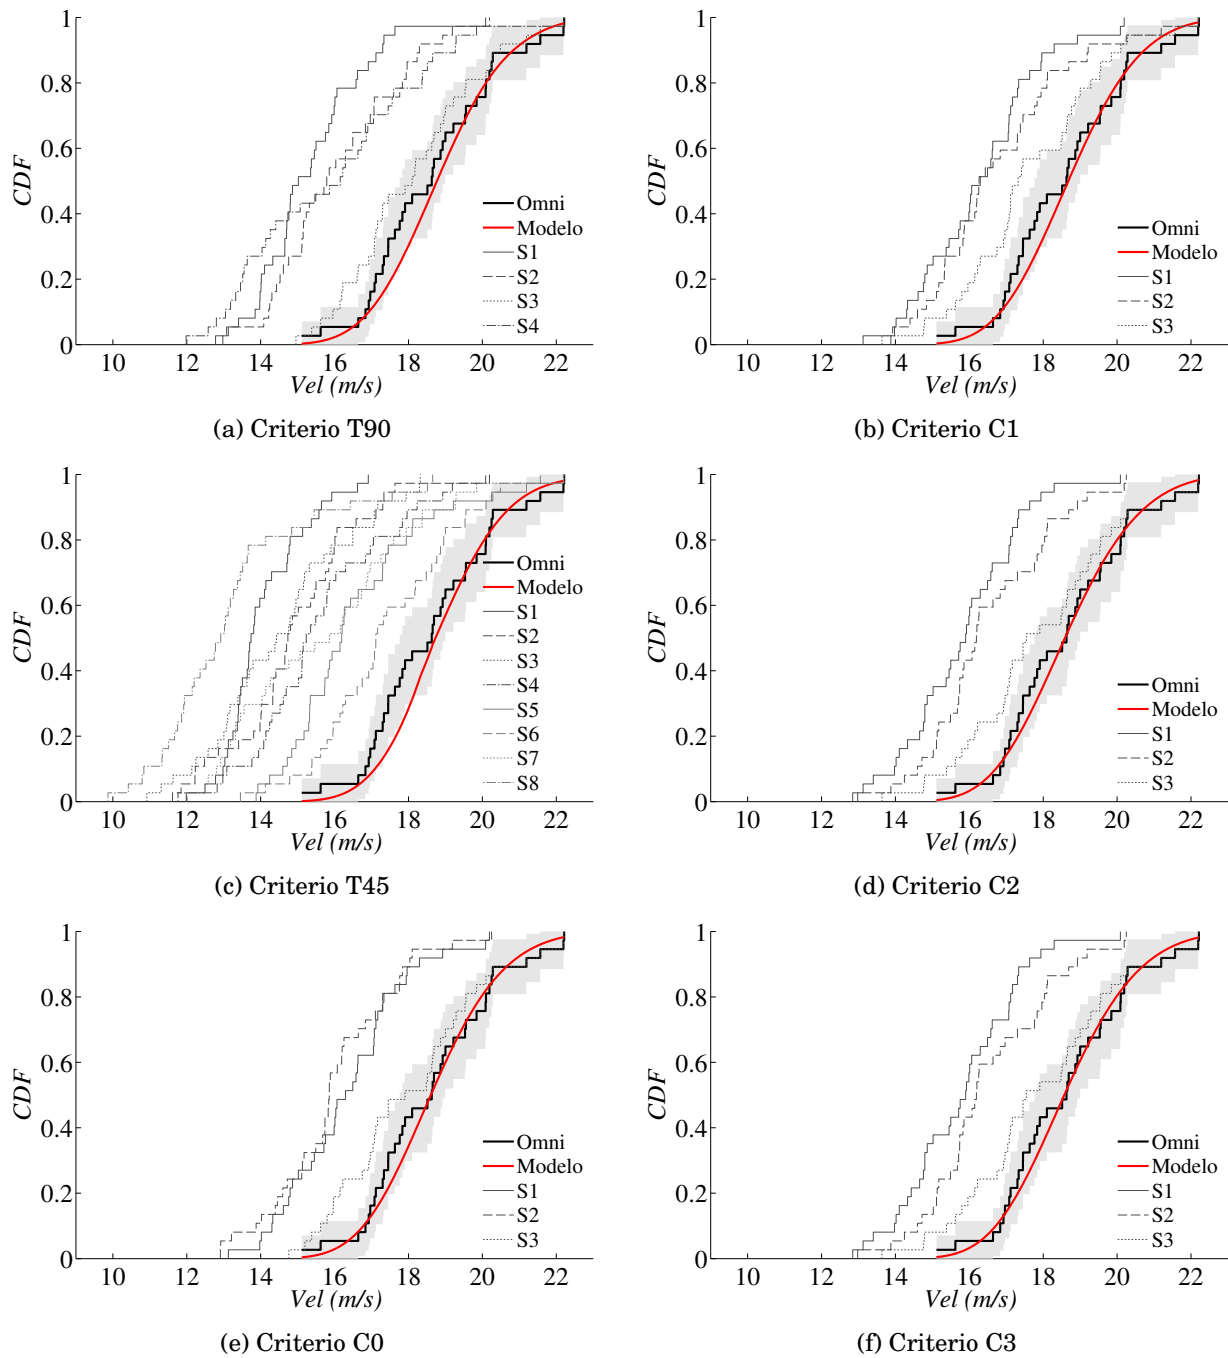 1
0.8
0.6
0.4
0.2
0
CDF
10 12 14 16 18 20 22
Vel (m/s)
Omni
Modelo
S1
S2
S3
S4
(a) Criterio T90
1
0.8
0.6
0.4
0.2
0
CDF
10 12 14 16 18 20 22
Vel (m/s)
Omni
Modelo
S1
S2
S3
(b) Criterio C1
1
0.8
0.6
0.4
0.2
0
CDF
10 12 14 16 18 20 22
Vel (m/s)
Omni
Modelo
S1
S2
S3
S4
S5
S6
S7
S8
(c) Criterio T45
1
0.8
0.6
0.4
0.2
0
CDF
10 12 14 16 18 20 22
Vel (m/s)
Omni
Modelo
S1
S2
S3
(d) Criterio C2
1
0.8
0.6
0.4
0.2
0
CDF
10 12 14 16 18 20 22
Vel (m/s)
Omni
Modelo
S1
S2
S3
(e) Criterio C0
1
0.8
0.6
0.4
0.2
0
CDF
10 12 14 16 18 20 22
Vel (m/s)
Omni
Modelo
S1
S2
S3
(f) Criterio C3